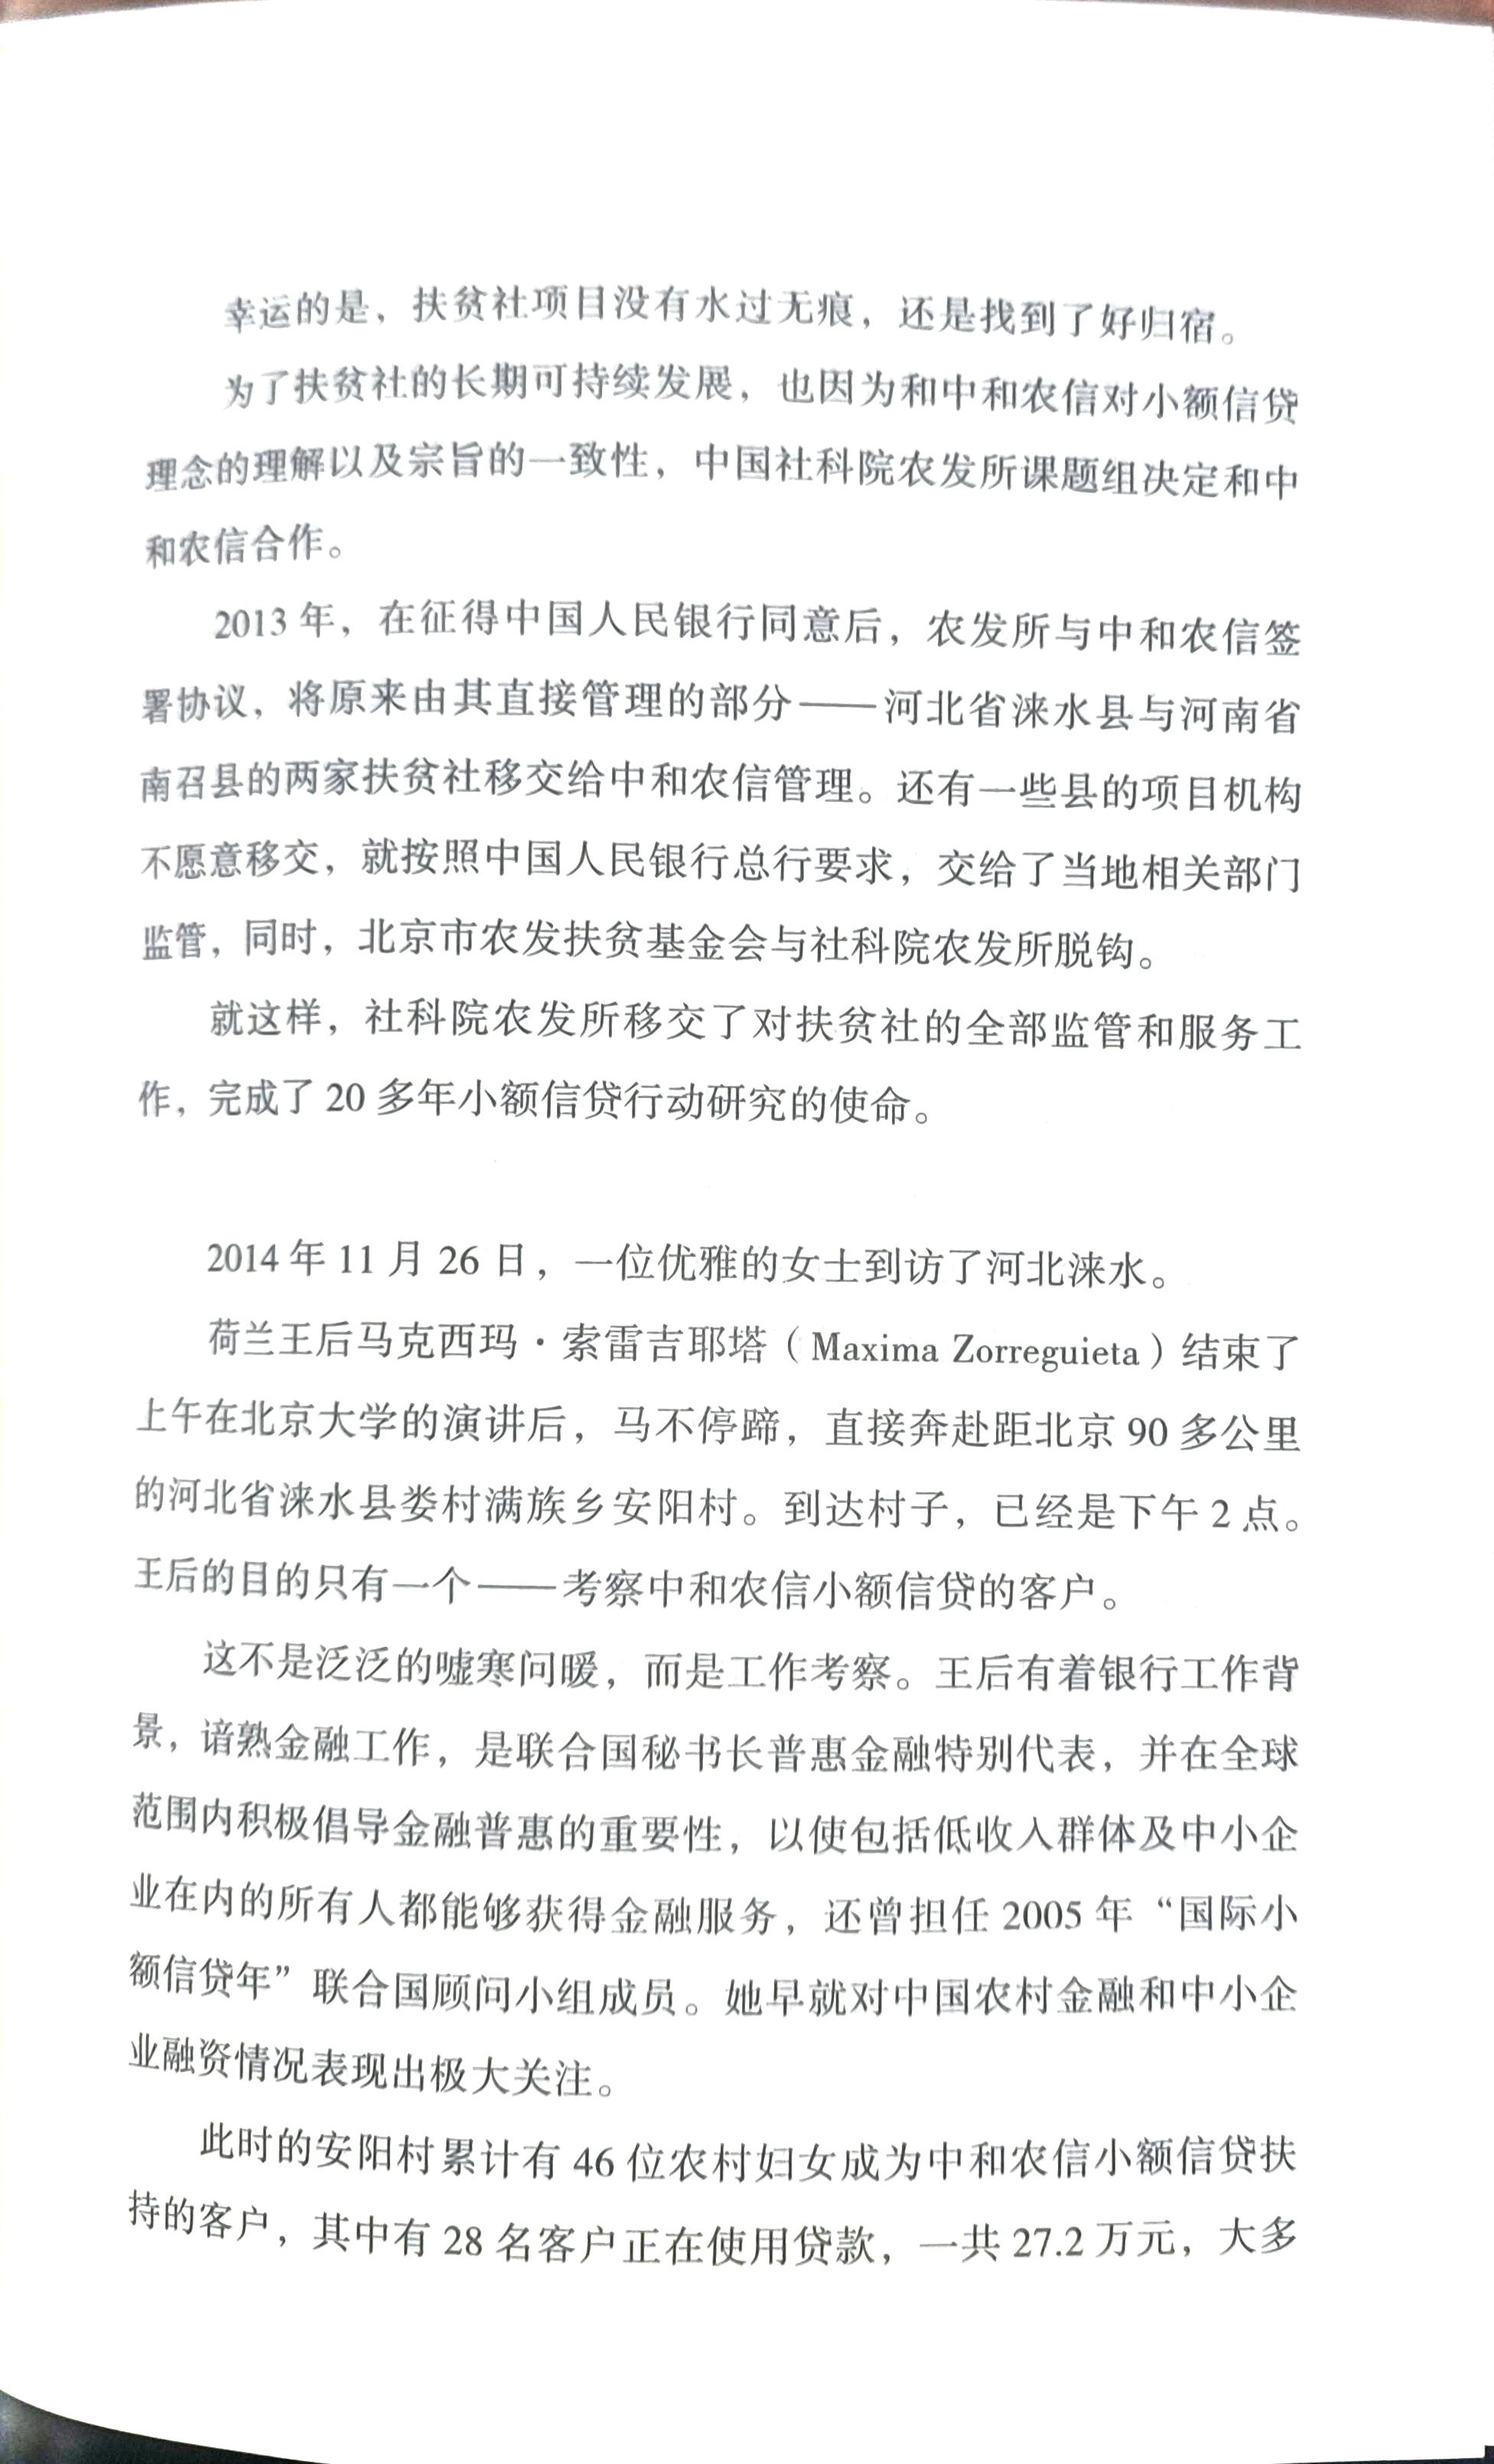 幸运的是，扶贫社项目没有水过无痕，还是找到了好归宿。
为了扶贫社的长期可持续发展，也因为和中和农信对小额信贷
理念的理解以及宗旨的一致性，中国社科院农发所课题组决定和中
和农信合作。
2013 年，在征得中国人民银行同意后，农发所与中和农信签
署协议，将原来由其直接管理的部分——河北省涞水县与河南省
南召县的两家扶贫社移交给中和农信管理。还有一些县的项目机构
不愿意移交，就按照中国人民银行总行要求，交给了当地相关部门
监管，同时，北京市农发扶贫基金会与社科院农发所脱钩。
就这样，社科院农发所移交了对扶贫社的全部监管和服务工
作，完成了 20 多年小额信贷行动研究的使命。
2014 年 11 月 26 日，一位优雅的女士到访了河北涞水。
荷兰王后马克西玛·索雷吉耶塔（Maxima Zorreguieta）结束了
上午在北京大学的演讲后，马不停蹄，直接奔赴距北京 90 多公里
的河北省涞水县娄村满族乡安阳村。到达村子，已经是下午 2 点。
王后的目的只有一个——考察中和农信小额信贷的客户。
这不是泛泛的嘘寒问暖，而是工作考察。王后有着银行工作背
景，谙熟金融工作，是联合国秘书长普惠金融特别代表，并在全球
范围内积极倡导金融普惠的重要性，以使包括低收入群体及中小企
业在内的所有人都能够获得金融服务，还曾担任 2005 年“国际小
额信贷年”联合国顾问小组成员。她早就对中国农村金融和中小企
业融资情况表现出极大关注。
此时的安阳村累计有 46 位农村妇女成为中和农信小额信贷扶
持的客户，其中有 28 名客户正在使用贷款，一共 27.2 万元，大多